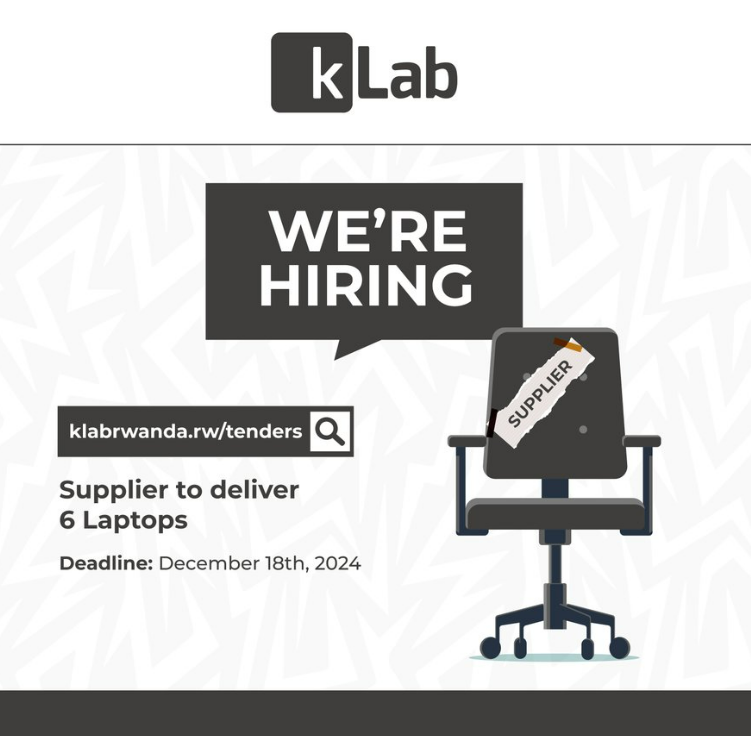 kLab
WE'RE
HIRING
SUPPLIER
klabrwanda.rw/tenders
Supplier to deliver
6 Laptops
Deadline: December 18th, 2024